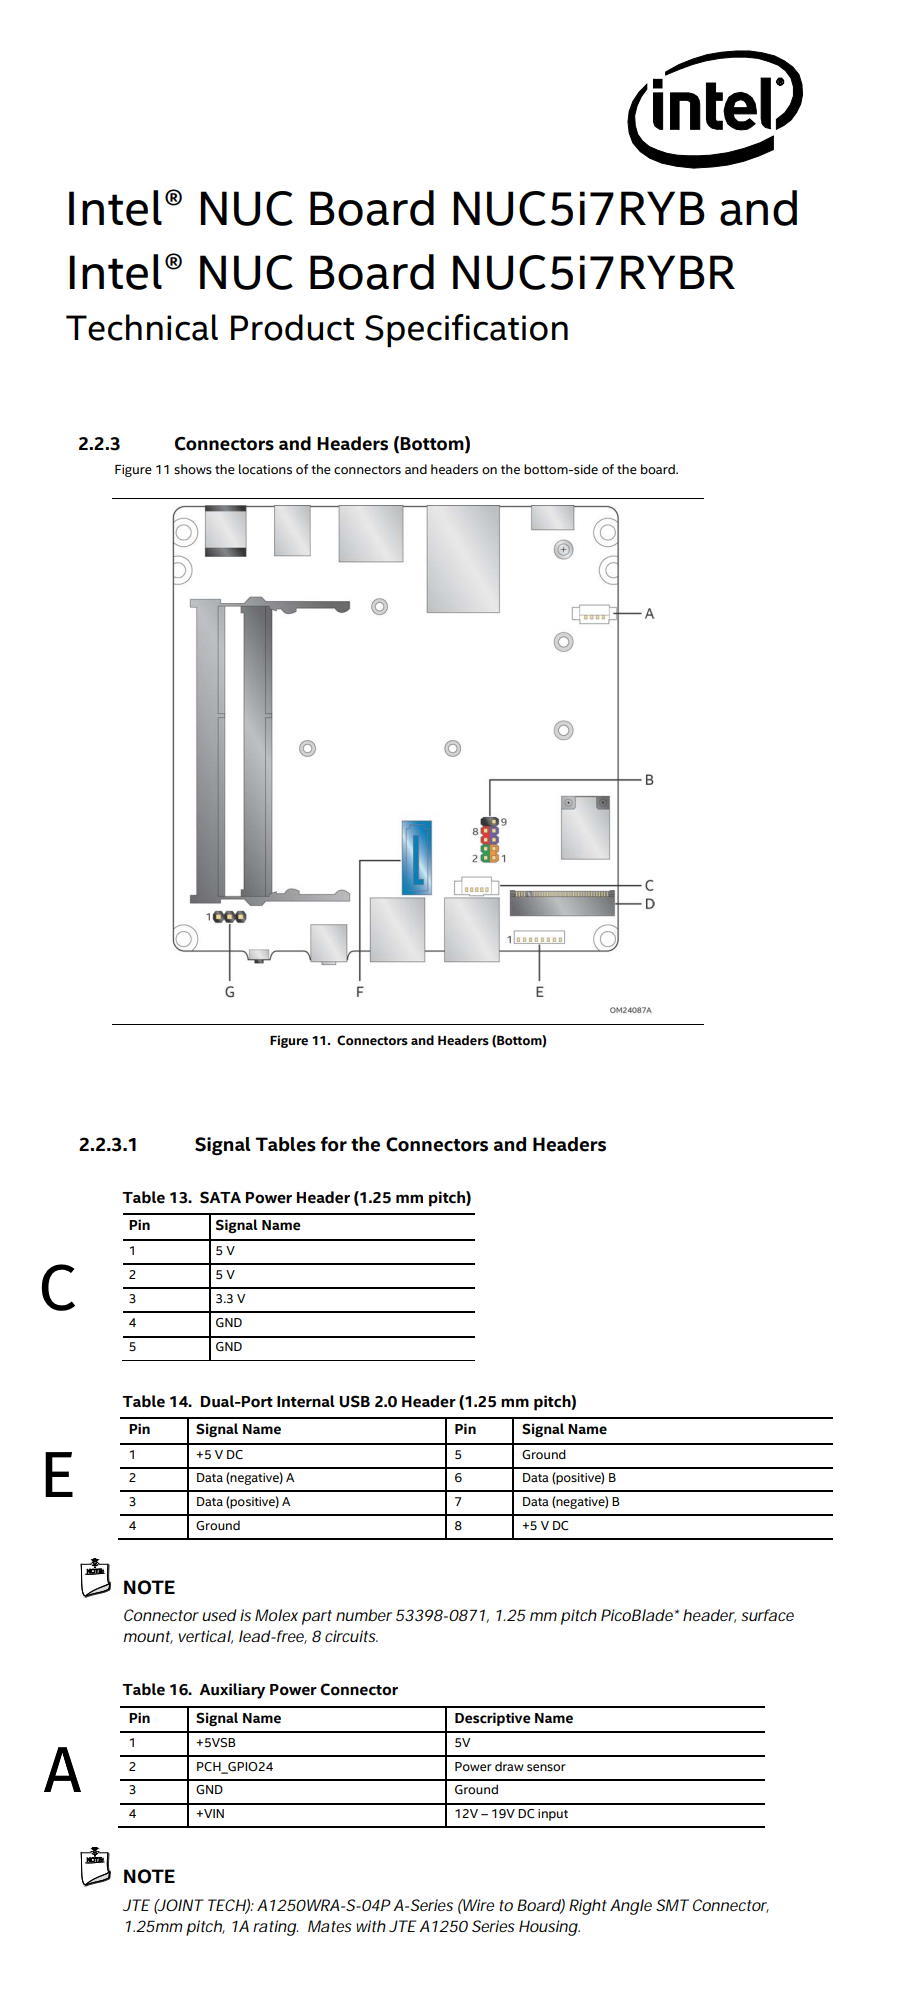 intel®
Intel® NUC Board NUC5i7RYB and
Intel® NUC Board NUC5i7RYBR
Technical Product Specification
2.2.3 Connectors and Headers (Bottom)
Figure 11 shows the locations of the connectors and headers on the bottom-side of the board.
A
B
9
8
2 1
C
D
1
1
G F E
OM24087A
Figure 11. Connectors and Headers (Bottom)
2.2.3.1 Signal Tables for the Connectors and Headers
Table 13. SATA Power Header (1.25 mm pitch)
Pin Signal Name
1 5 V
2 5 V
C
3 3.3 V
4 GND
5 GND
Table 14. Dual-Port Internal USB 2.0 Header (1.25 mm pitch)
Pin Signal Name Pin Signal Name
1 +5 V DC 5 Ground
E
2 Data (negative) A 6 Data (positive) B
3 Data (positive) A 7 Data (negative) B
4 Ground 8 +5 V DC
NOTE
NOTE
Connector used is Molex part number 53398-0871, 1.25 mm pitch PicoBlade* header, surface
mount, vertical, lead-free, 8 circuits.
Table 16. Auxiliary Power Connector
Pin Signal Name Descriptive Name
1 +5VSB 5V
A
2 PCH_GPIO24 Power draw sensor
3 GND Ground
4 +VIN 12V – 19V DC input
NOTE
NOTE
JTE (JOINT TECH): A1250WRA-S-04P A-Series (Wire to Board) Right Angle SMT Connector,
1.25mm pitch, 1A rating. Mates with JTE A1250 Series Housing.